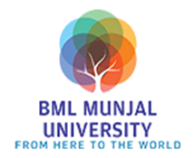 BML MUNJAL
UNIVERSITY
FROM HERE TO THE WORLD